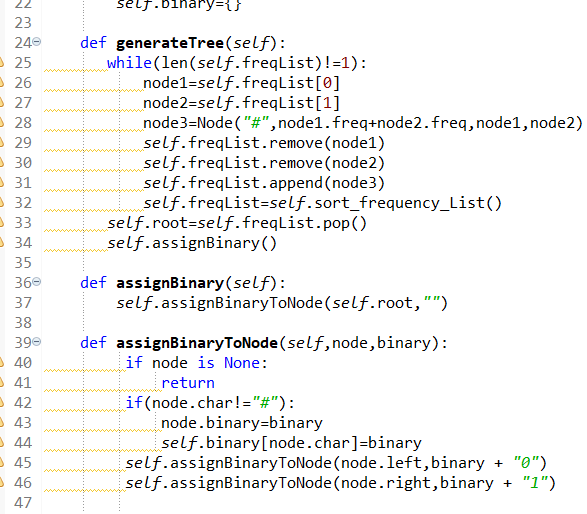 22 self.binary={}
23
24 def generateTree(self):
25 while(len(self.freqList)!=1):
26 node1=self.freqList[0]
27 node2=self.freqList[1]
28 node3=Node("#",node1.freq+node2.freq,node1,node2)
29 self.freqList.remove(node1)
30 self.freqList.remove(node2)
31 self.freqList.append(node3)
32 self.freqList=self.sort_frequency_List()
33 self.root=self.freqList.pop()
34 self.assignBinary()
35
36 def assignBinary(self):
37 self.assignBinaryToNode(self.root,"")
38
39 def assignBinaryToNode(self,node,binary):
40 if node is None:
41 return
42 if(node.char!="#"):
43 node.binary=binary
44 self.binary[node.char]=binary
45 self.assignBinaryToNode(node.left,binary + "0")
46 self.assignBinaryToNode(node.right,binary + "1")
47